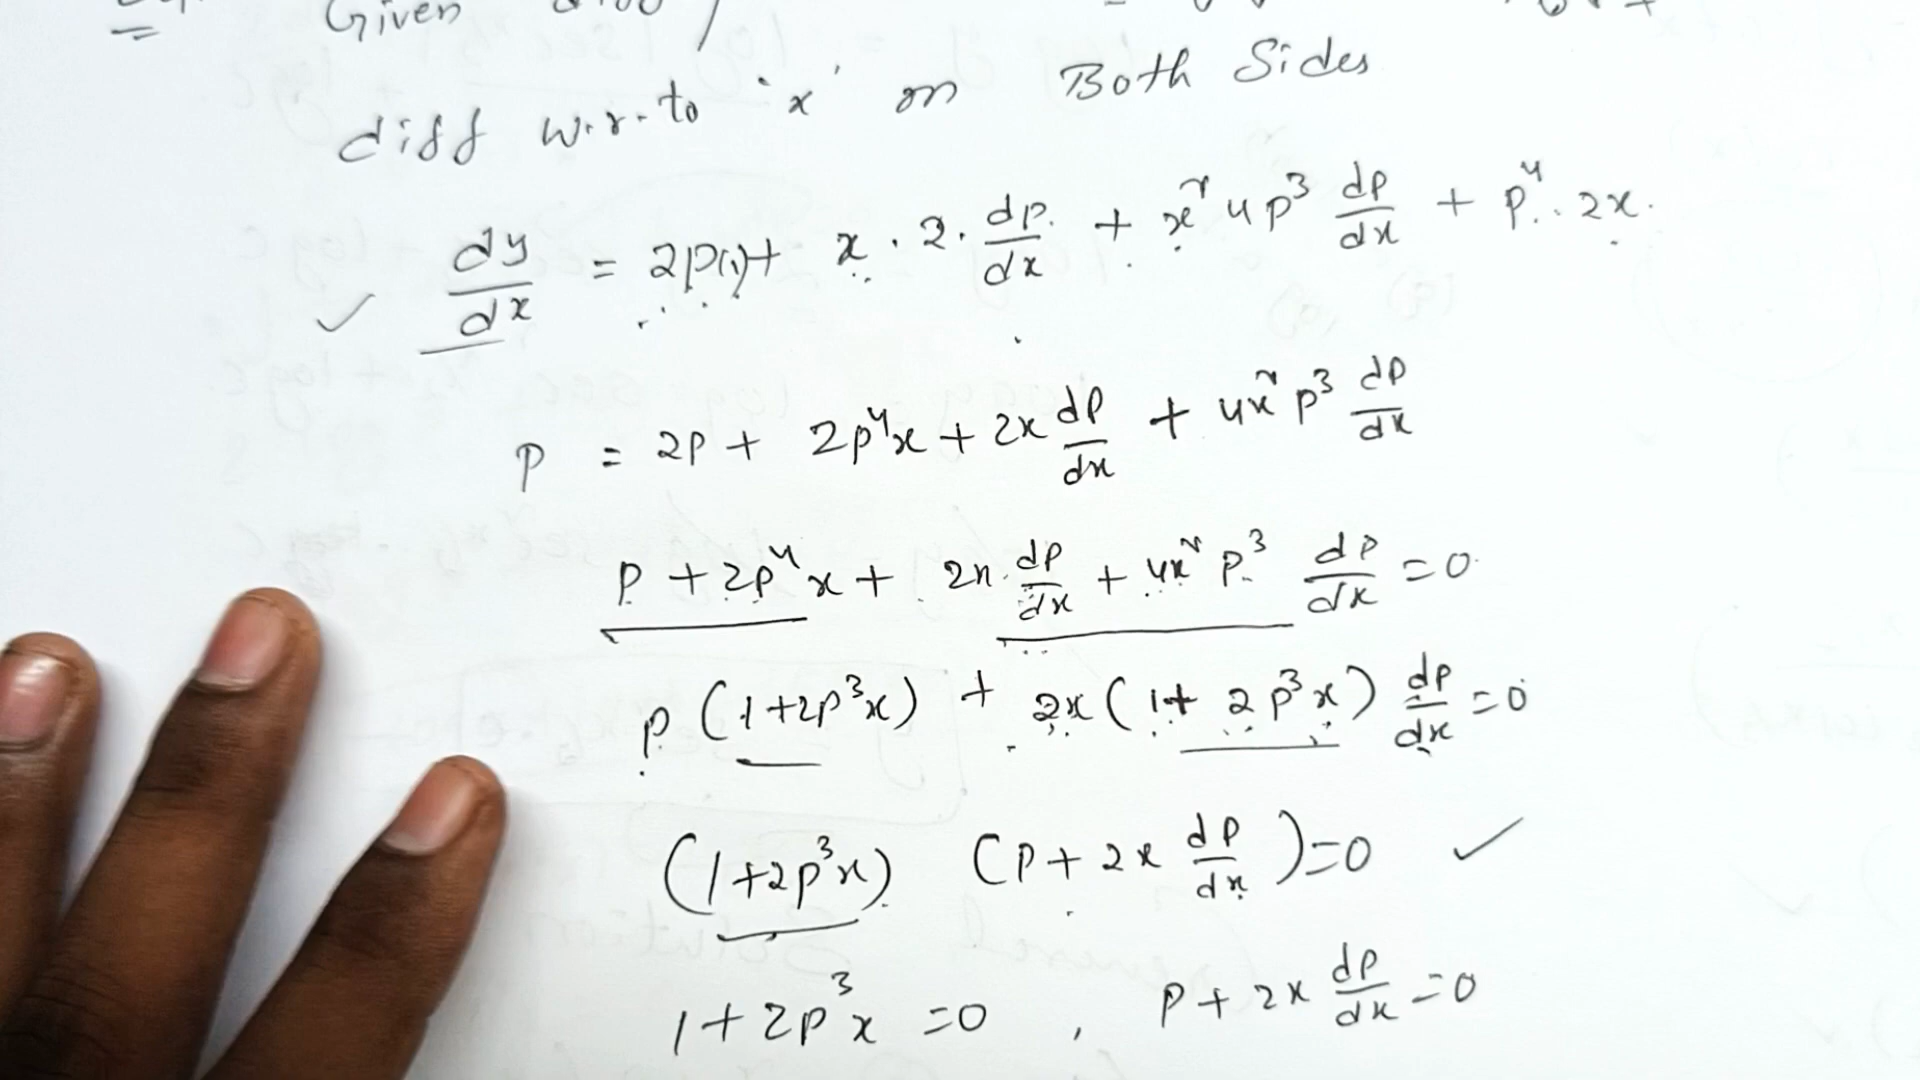 Given
diff w.r.to 'x' on Both Sides
dy/dx = 2p(1) + x . 2 . dp/dx + x² 4p³ dp/dx + p⁴ . 2x.
p = 2p + 2p⁴x + 2x dp/dx + 4x² p³ dp/dx
p + 2p⁴x + 2x . dp/dx + 4x² p³ dp/dx = 0
p (1+2p³x) + 2x (1+ 2p³x) dp/dx = 0
(1+2p³x) (p + 2x dp/dx) = 0 ✓
1+2p³x = 0 , p + 2x dp/dx = 0